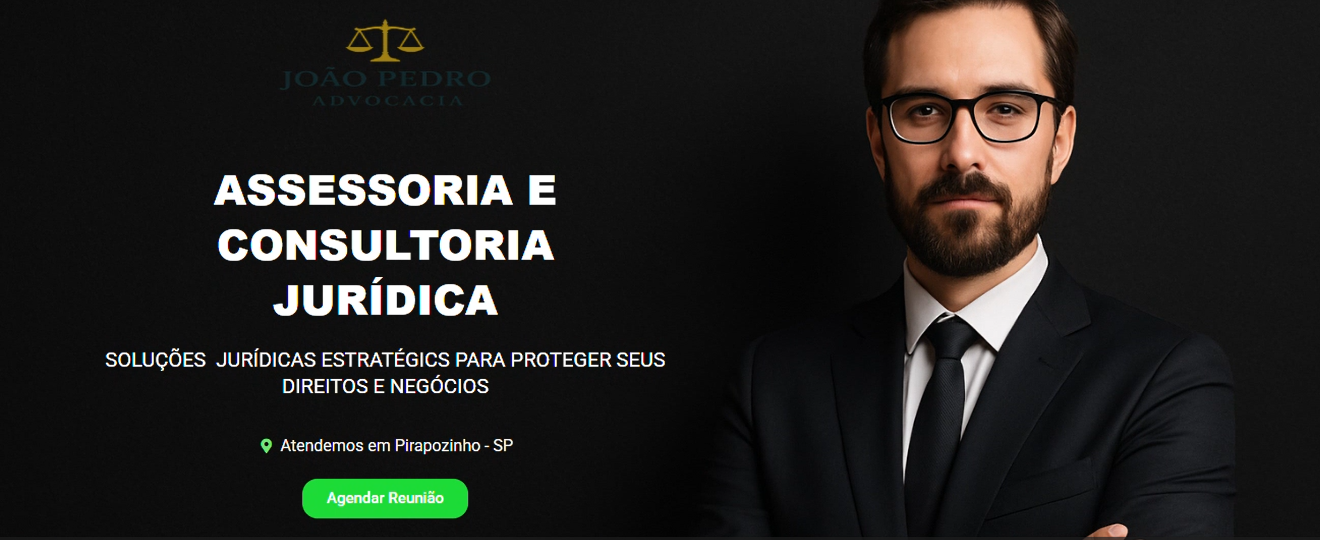 JOÃO PEDRO
ADVOCACIA
ASSESSORIA E
CONSULTORIA
JURÍDICA
SOLUÇÕES  JURÍDICAS ESTRATÉGICS PARA PROTEGER SEUS
DIREITOS E NEGÓCIOS
Atendemos em Pirapozinho - SP
Agendar Reunião